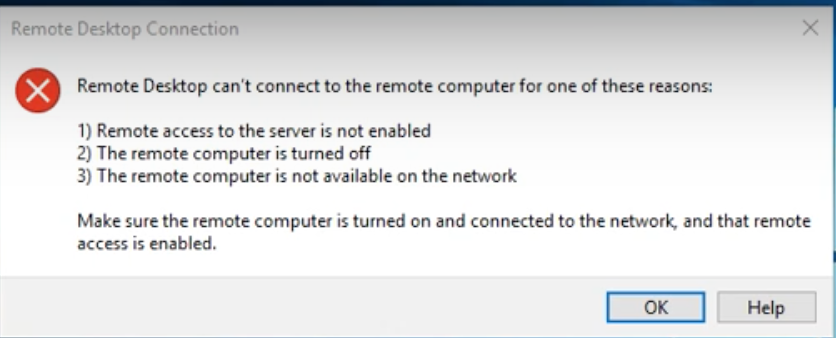 Remote Desktop Connection
Remote Desktop can't connect to the remote computer for one of these reasons:
1) Remote access to the server is not enabled
2) The remote computer is turned off
3) The remote computer is not available on the network
Make sure the remote computer is turned on and connected to the network, and that remote
access is enabled.
OK
Help